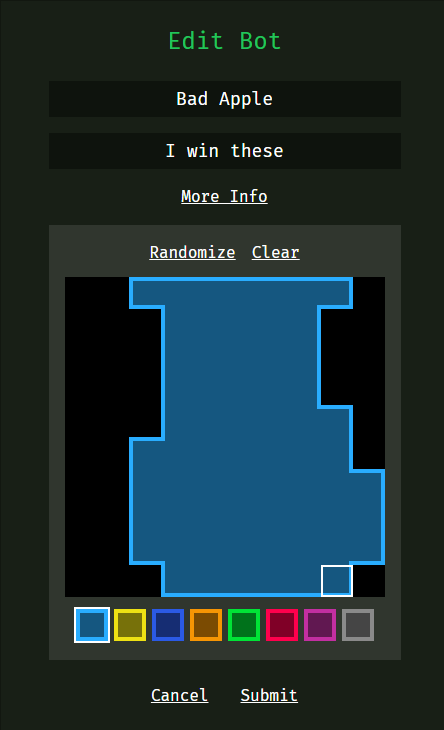 Edit Bot
Bad Apple
I win these
More Info
Randomize Clear
Cancel Submit